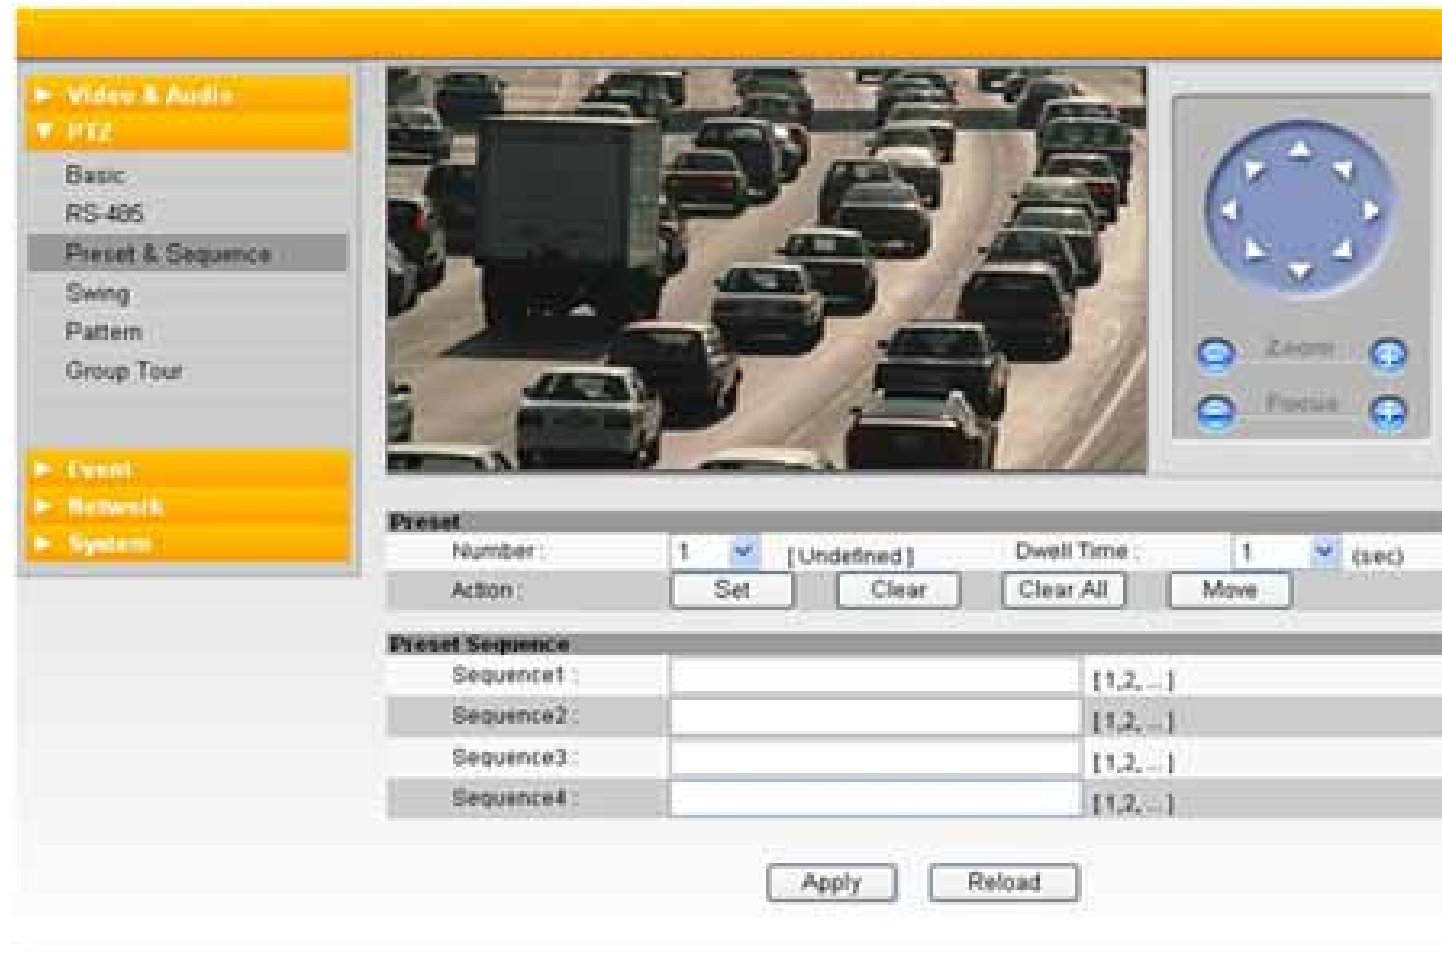 Video & Audio
PTZ
Basic
RS-485
Preset & Sequence
Swing
Pattern
Group Tour
Event
Network
System
Zoom
Focus
Preset
Number : 1 [ Undefined ] Dwell Time : 1 (sec)
Action : Set Clear Clear All Move
Preset Sequence
Sequence1 : [ 1,2, ... ]
Sequence2 : [ 1,2, ... ]
Sequence3 : [ 1,2, ... ]
Sequence4 : [ 1,2, ... ]
Apply Reload